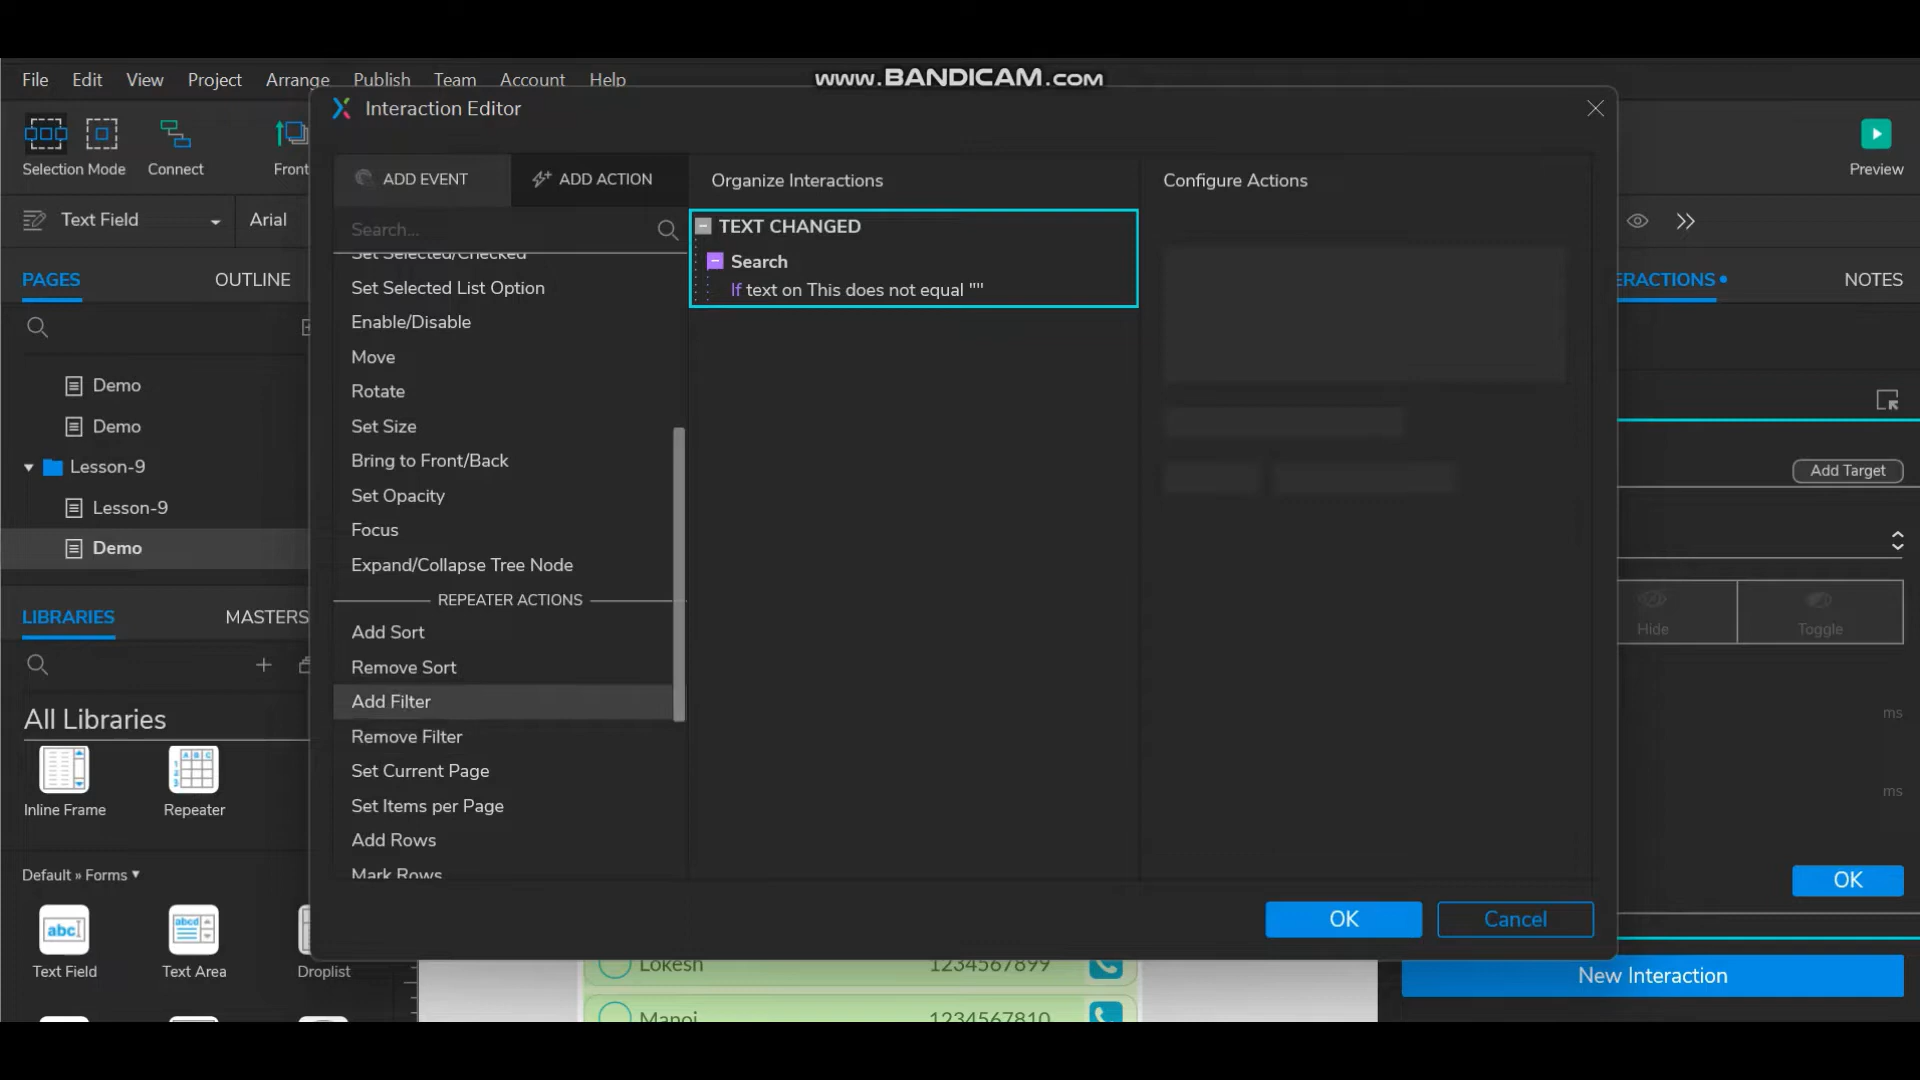 www.BANDICAM.com
File Edit View Project Arrange Publish Team Account Help
Interaction Editor
Selection Mode Connect Front Preview
ADD EVENT ADD ACTION Organize Interactions Configure Actions
Text Field Arial
Search...
TEXT CHANGED
Search
If text on This does not equal ""
PAGES OUTLINE
ERACTIONS NOTES
Set Selected/Checked
Set Selected List Option
Enable/Disable
Move
Rotate
Set Size
Bring to Front/Back
Set Opacity
Focus
Expand/Collapse Tree Node
REPEATER ACTIONS
Add Sort
Remove Sort
Add Filter
Remove Filter
Set Current Page
Set Items per Page
Add Rows
Mark Rows
Demo
Demo
Lesson-9
Lesson-9
Demo
LIBRARIES MASTERS
All Libraries
Inline Frame Repeater
Default » Forms
Text Field Text Area Droplist
Add Target
Hide Toggle
ms
ms
OK
OK Cancel
New Interaction
Lokesh 1234567899
Manoj 1234567810